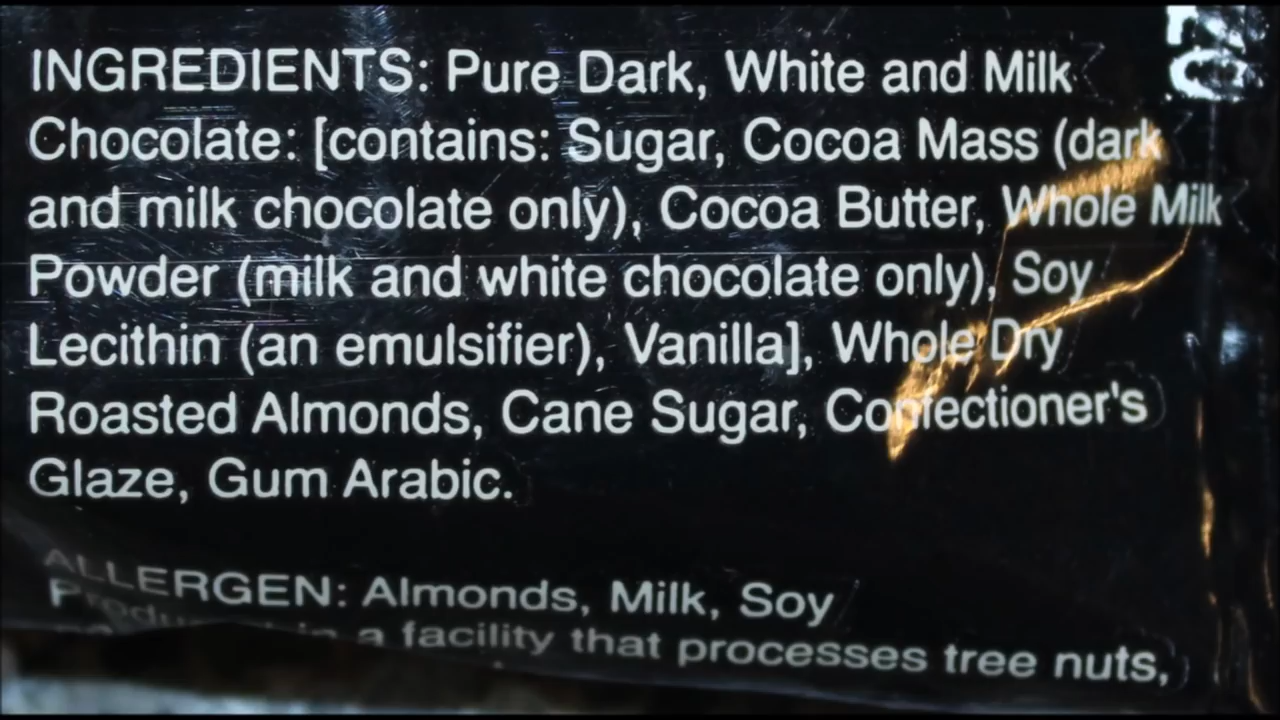 INGREDIENTS: Pure Dark, White and Milk
Chocolate: [contains: Sugar, Cocoa Mass (dark
and milk chocolate only), Cocoa Butter, Whole Milk
Powder (milk and white chocolate only), Soy
Lecithin (an emulsifier), Vanilla], Whole Dry
Roasted Almonds, Cane Sugar, Confectioner's
Glaze, Gum Arabic.
ALLERGEN: Almonds, Milk, Soy
Produced in a facility that processes tree nuts,